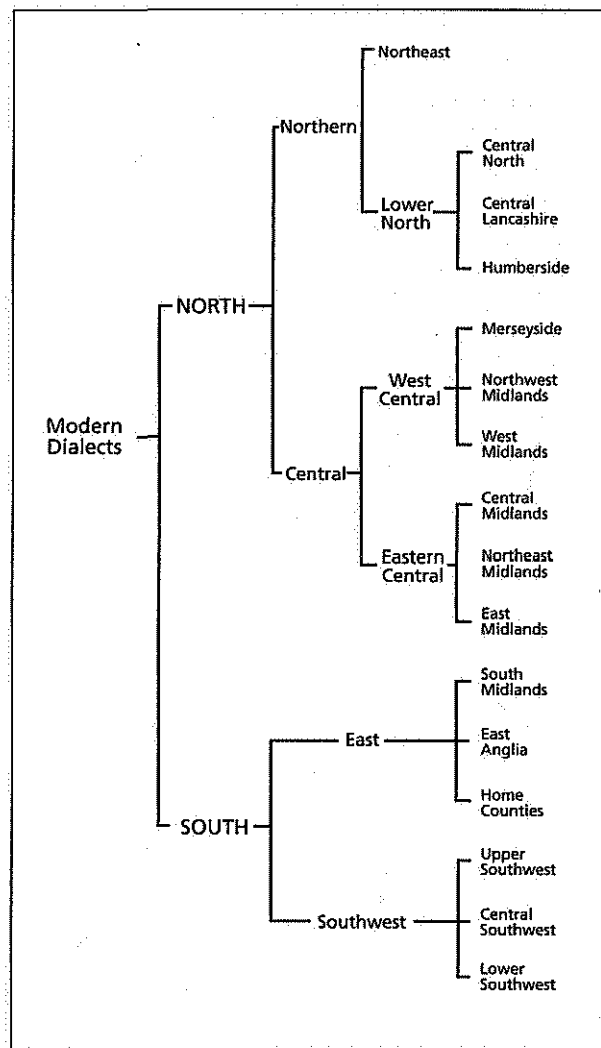 Northeast
Northern
Central
North
Lower
North
Central
Lancashire
Humberside
NORTH
Merseyside
West
Central
Northwest
Midlands
West
Midlands
Modern
Dialects
Central
Central
Midlands
Eastern
Central
Northeast
Midlands
East
Midlands
South
Midlands
East
East
Anglia
Home
Counties
SOUTH
Upper
Southwest
Southwest
Central
Southwest
Lower
Southwest